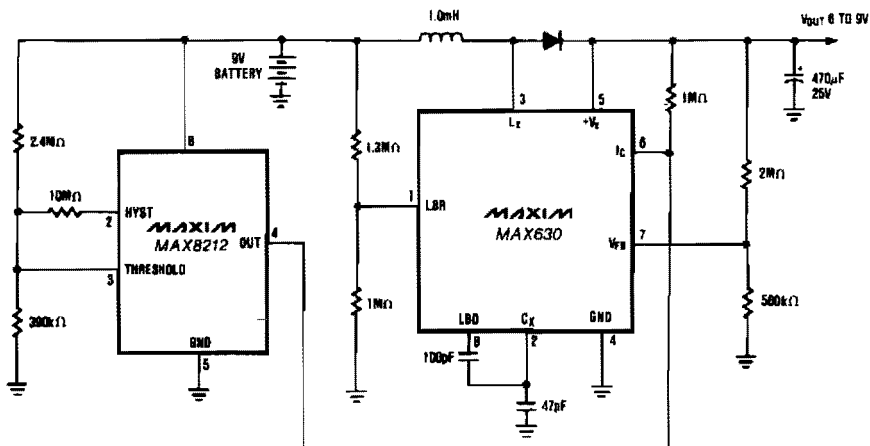 1.0mH
VOUT 6 TO 9V
9V
BATTERY
470µF
25V
3
5
1MΩ
2.4MΩ
8
1.3MΩ
LX
+VS
IC
6
2MΩ
10MΩ
HYST
2
MAXIM
MAX8212
OUT
4
1
LBR
MAXIM
MAX630
VFB
7
THRESHOLD
3
390kΩ
1MΩ
560kΩ
GND
5
LBD
8
CX
2
GND
4
100pF
47pF